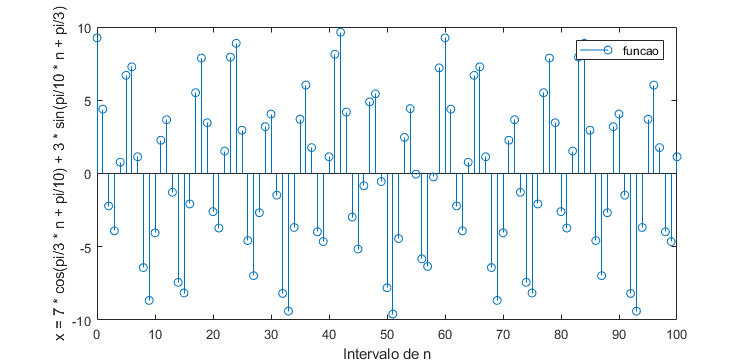 x = 7 * cos(pi/3 * n + pi/10) + 3 * sin(pi/10 * n + pi/3)
10
5
0
-5
-10
funcao
0 10 20 30 40 50 60 70 80 90 100
Intervalo de n